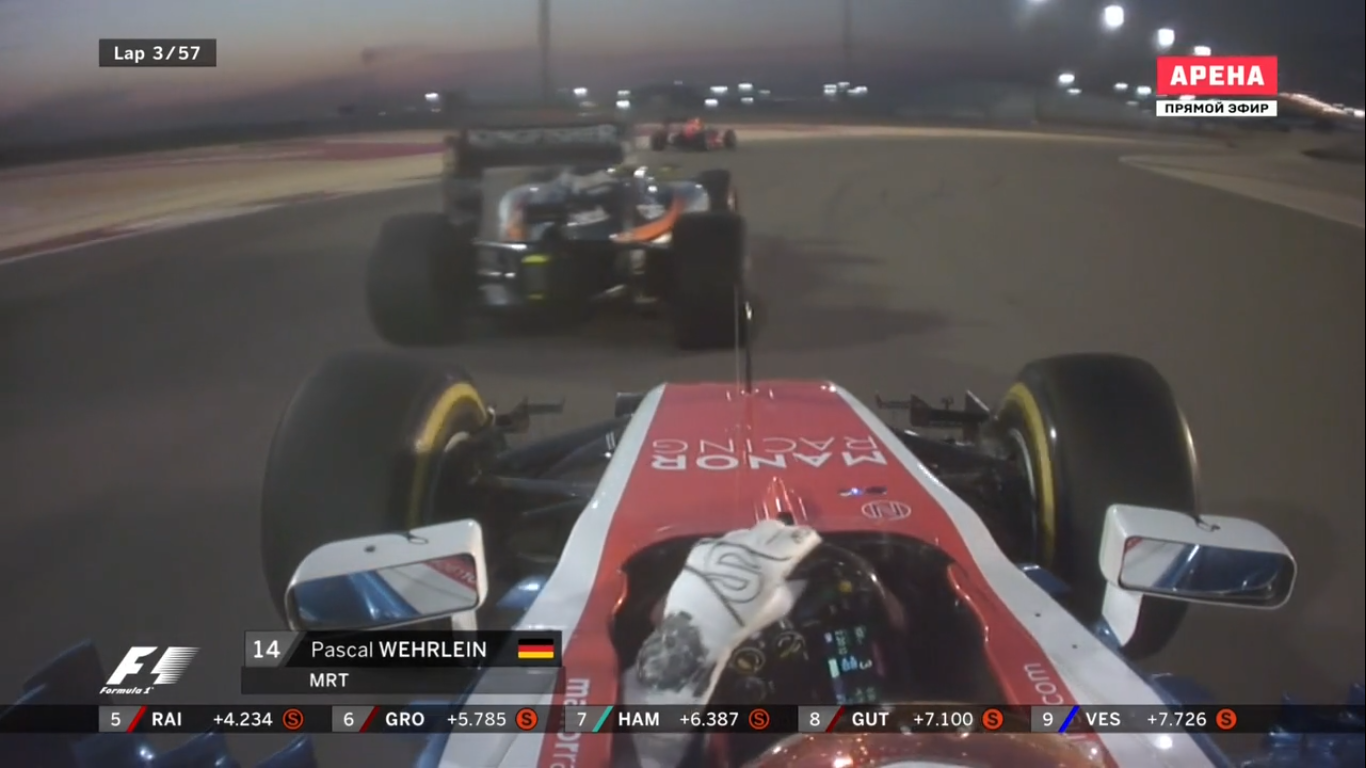 Lap 3/57
АРЕНА
ПРЯМОЙ ЭФИР
MANOR
RACING
14 Pascal WEHRLEIN
MRT
F1
Formula 1
5 RAI +4.234 S 6 GRO +5.785 S 7 HAM +6.387 S 8 GUT +7.100 S 9 VES +7.726 S